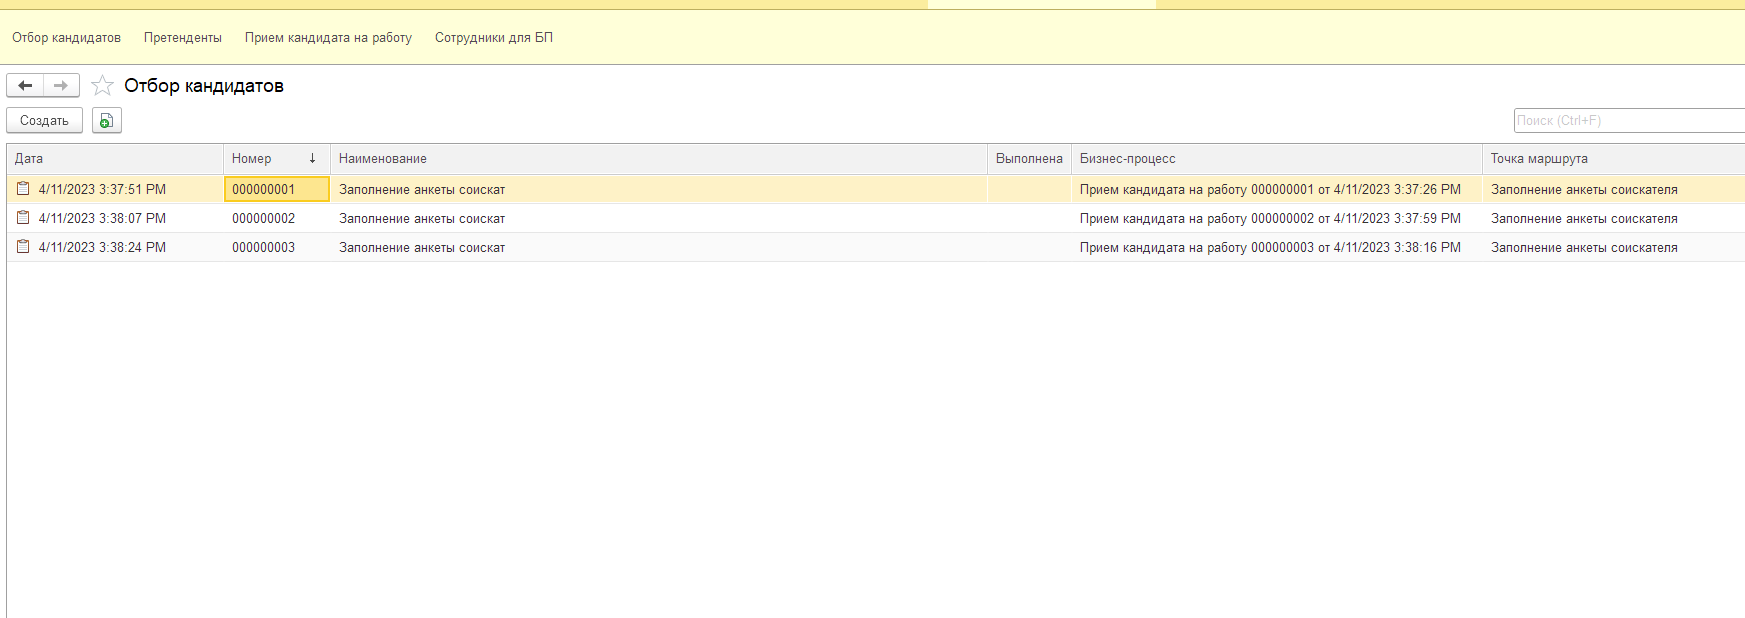 Отбор кандидатов Претенденты Прием кандидата на работу Сотрудники для БП
Отбор кандидатов
Создать Поиск (Ctrl+F)
Дата Номер ↓ Наименование Выполнена Бизнес-процесс Точка маршрута
4/11/2023 3:37:51 PM 000000001 Заполнение анкеты соискат Прием кандидата на работу 000000001 от 4/11/2023 3:37:26 PM Заполнение анкеты соискателя
4/11/2023 3:38:07 PM 000000002 Заполнение анкеты соискат Прием кандидата на работу 000000002 от 4/11/2023 3:37:59 PM Заполнение анкеты соискателя
4/11/2023 3:38:24 PM 000000003 Заполнение анкеты соискат Прием кандидата на работу 000000003 от 4/11/2023 3:38:16 PM Заполнение анкеты соискателя